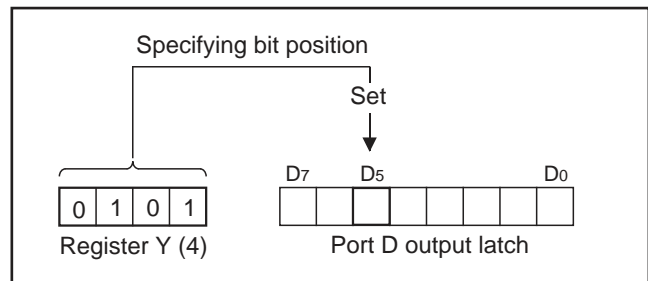 Specifying bit position
Set
D7 D5 D0
0 1 0 1
Register Y (4) Port D output latch